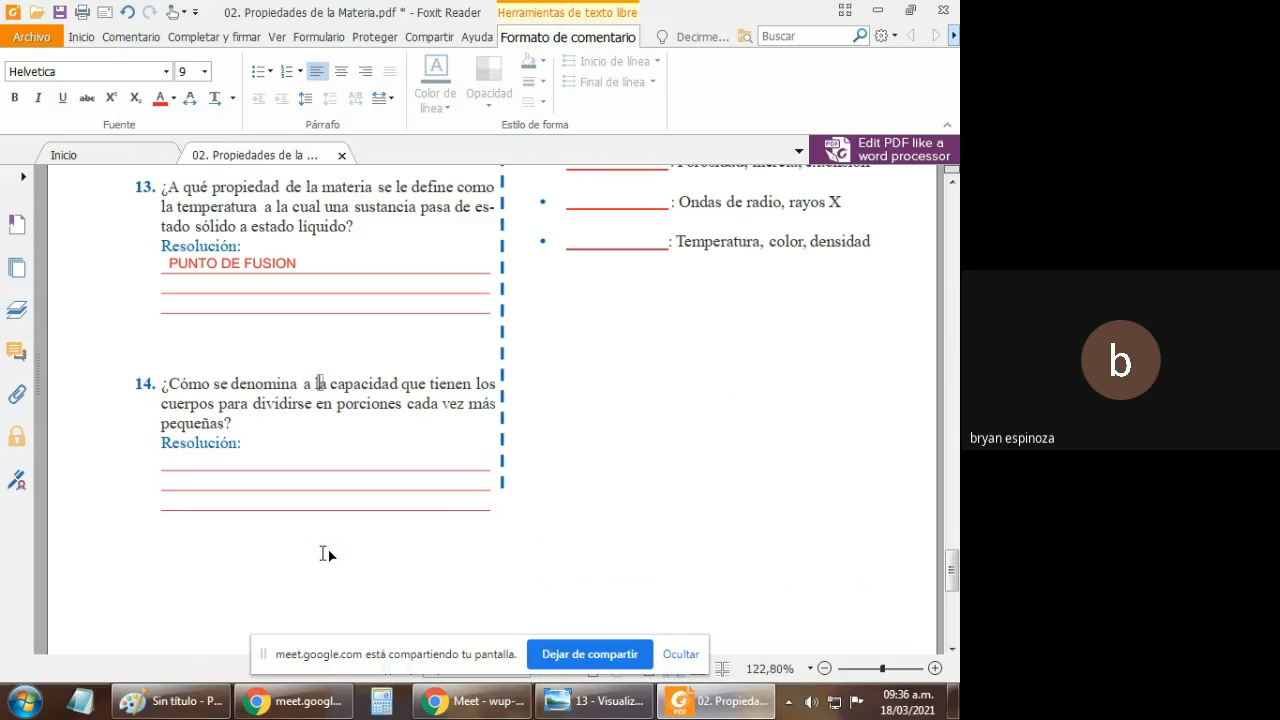 02. Propiedades de la Materia.pdf * - Foxit Reader
Herramientas de texto libre
Archivo Inicio Comentario Completar y firmar Ver Formulario Proteger Compartir Ayuda Formato de comentario Decirme... Buscar
Helvetica 9
Color de línea Opacidad
Inicio de línea
Final de línea
Fuente Párrafo Estilo de forma
Inicio
02. Propiedades de la ...
Edit PDF like a
word processor
13. ¿A qué propiedad de la materia se le define como
la temperatura a la cual una sustancia pasa de es-
tado sólido a estado líquido?
Resolución:
PUNTO DE FUSION
14. ¿Cómo se denomina a la capacidad que tienen los
cuerpos para dividirse en porciones cada vez más
pequeñas?
Resolución:
: Porosidad, inercia, extensión
• : Ondas de radio, rayos X
• : Temperatura, color, densidad
b
bryan espinoza
meet.google.com está compartiendo tu pantalla. Dejar de compartir Ocultar
122,80%
Sin título - P...
meet.googl...
Meet - wup-...
13 - Visualiz...
02. Propieda...
09:36 a.m.
18/03/2021